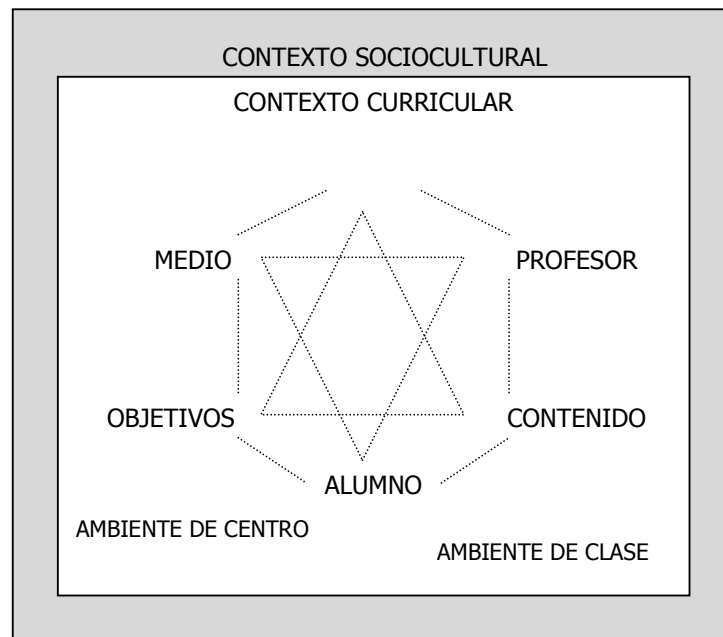 CONTEXTO SOCIOCULTURAL
CONTEXTO CURRICULAR
MEDIO
PROFESOR
OBJETIVOS
CONTENIDO
ALUMNO
AMBIENTE DE CENTRO
AMBIENTE DE CLASE